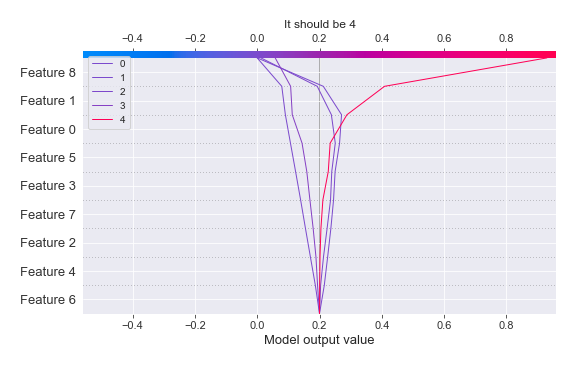 It should be 4
−0.4 −0.2 0.0 0.2 0.4 0.6 0.8
0
1
2
3
4
Feature 8
Feature 1
Feature 0
Feature 5
Feature 3
Feature 7
Feature 2
Feature 4
Feature 6
−0.4 −0.2 0.0 0.2 0.4 0.6 0.8
Model output value